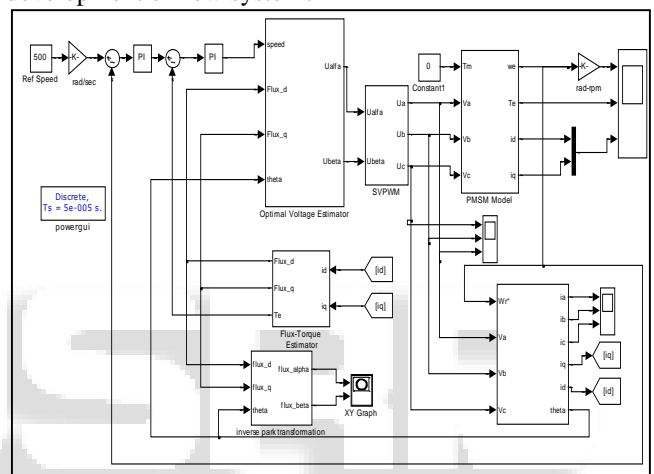 500
Ref Speed
-K-
rad/sec
PI
PI
speed
Flux_d
Flux_q
theta
Ualfa
Ubeta
Optimal Voltage Estimator
Ualfa
Ubeta
Ua
Ub
Uc
SVPWM
0
Constant1
Tm
Va
Vb
Vc
we
Te
id
iq
PMSM Model
-K-
rad-rpm
Discrete,
Ts = 5e-005 s.
powergui
Flux_d
Flux_q
Te
id
iq
Flux-Torque
Estimator
[id]
[iq]
flux_d
flux_q
theta
flux_alpha
flux_beta
inverse park transformation
XY Graph
Wr*
Va
Vb
Vc
ia
ib
ic
iq
id
theta
[iq]
[id]